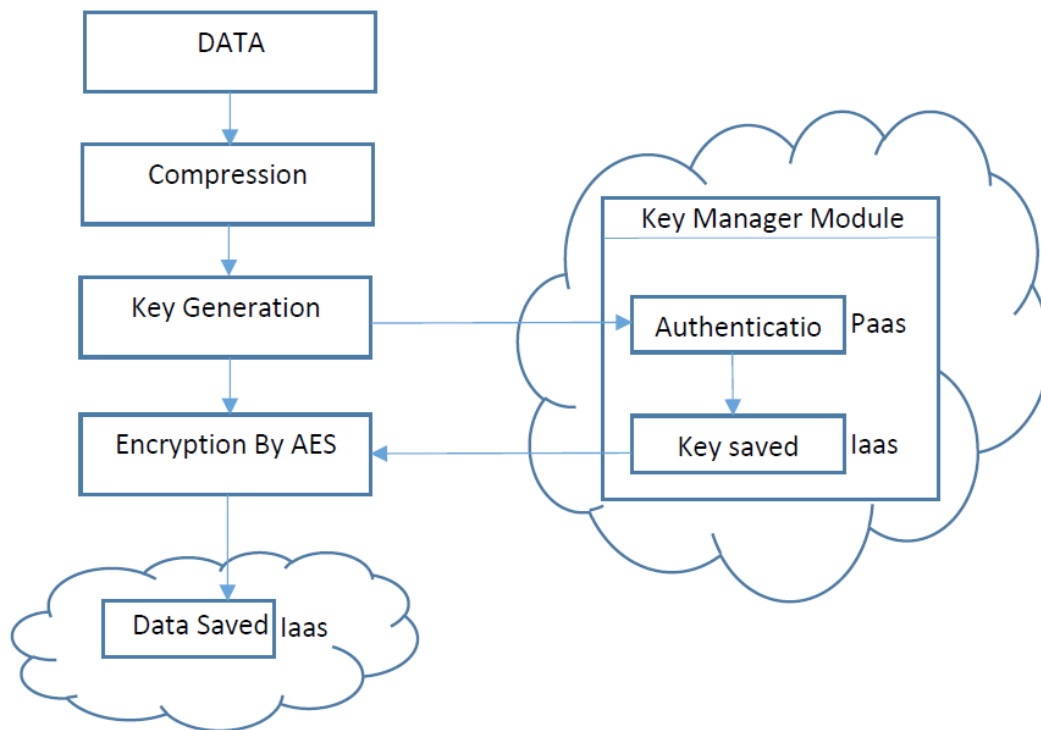 DATA
Compression
Key Generation
Encryption By AES
Data Saved Iaas
Key Manager Module
Authenticatio Paas
Key saved Iaas